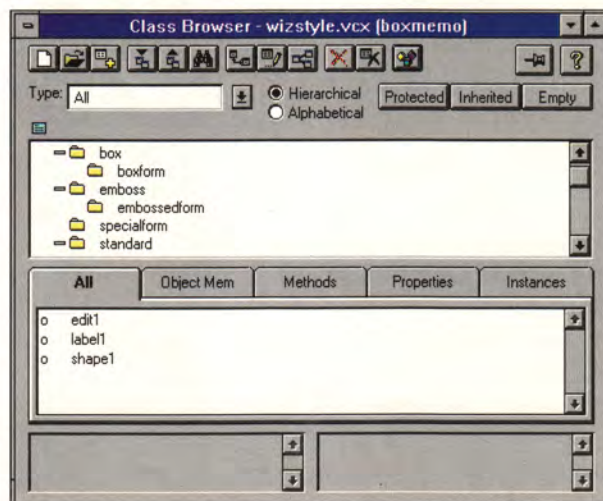 Class Browser - wizstyle.vcx (boxmemo)
Type: All
Hierarchical
Alphabetical
Protected Inherited Empty
box
boxform
emboss
embossedform
specialform
standard
All Object Mem Methods Properties Instances
o edit1
o label1
o shape1